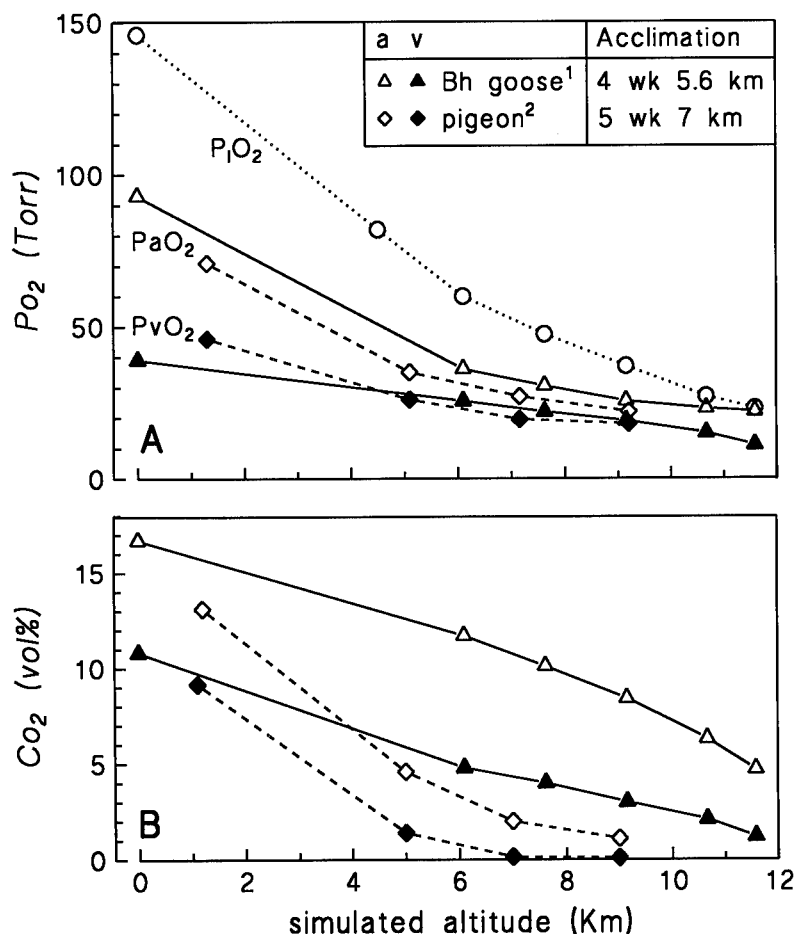 150
100
50
0
Po₂ (Torr)
a v Acclimation
Bh goose¹ 4 wk 5.6 km
pigeon² 5 wk 7 km
PIO₂
PaO₂
PvO₂
A
15
10
5
0
Co₂ (vol%)
B
0 2 4 6 8 10 12
simulated altitude (Km)